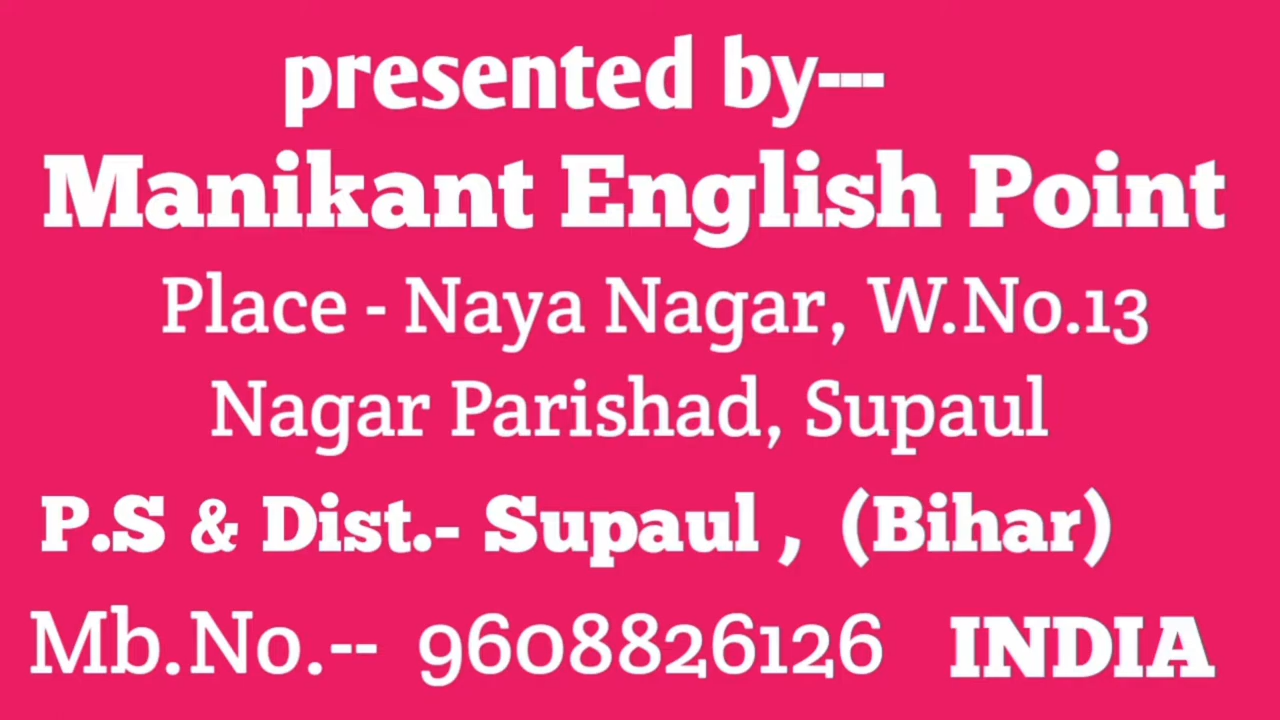 presented by---
Manikant English Point
Place - Naya Nagar, W.No.13
Nagar Parishad, Supaul
P.S & Dist.- Supaul , (Bihar)
Mb.No.-- 9608826126 INDIA